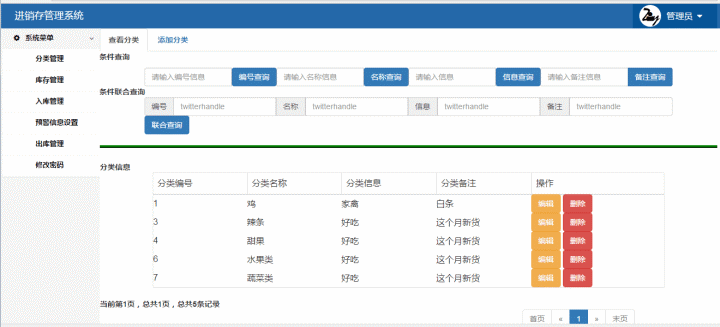 进销存管理系统 管理员
系统菜单
分类管理
库存管理
入库管理
预警信息设置
出库管理
修改密码
查看分类 添加分类
条件查询
请输入编号信息 编号查询 请输入名称信息 名称查询 请输入信息 信息查询 请输入备注信息 备注查询
条件联合查询
编号 twitterhandle 名称 twitterhandle 信息 twitterhandle 备注 twitterhandle
联合查询
分类信息
分类编号 分类名称 分类信息 分类备注 操作
1 鸡 家禽 白条 编辑 删除
3 辣条 好吃 这个月新货 编辑 删除
4 甜果 好吃 这个月新货 编辑 删除
6 水果类 好吃 这个月新货 编辑 删除
7 蔬菜类 好吃 这个月新货 编辑 删除
当前第1页，总共1页，总共5条记录
首页 « 1 » 末页